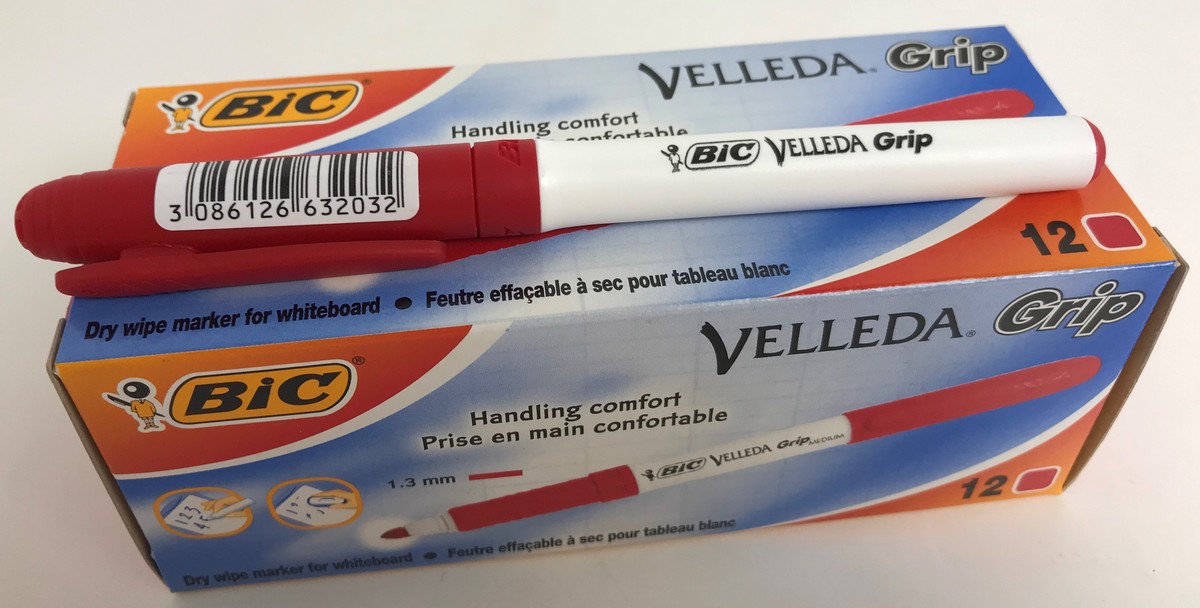 BiC®
VELLEDA® Grip
Handling comfort
confortable
BiC VELLEDA Grip
3 086126 632032
12
Dry wipe marker for whiteboard ● Feutre effaçable à sec pour tableau blanc
BiC®
VELLEDA® Grip
Handling comfort
Prise en main confortable
1.3 mm
BiC VELLEDA Grip MEDIUM
12
Dry wipe marker for whiteboard ● Feutre effaçable à sec pour tableau blanc